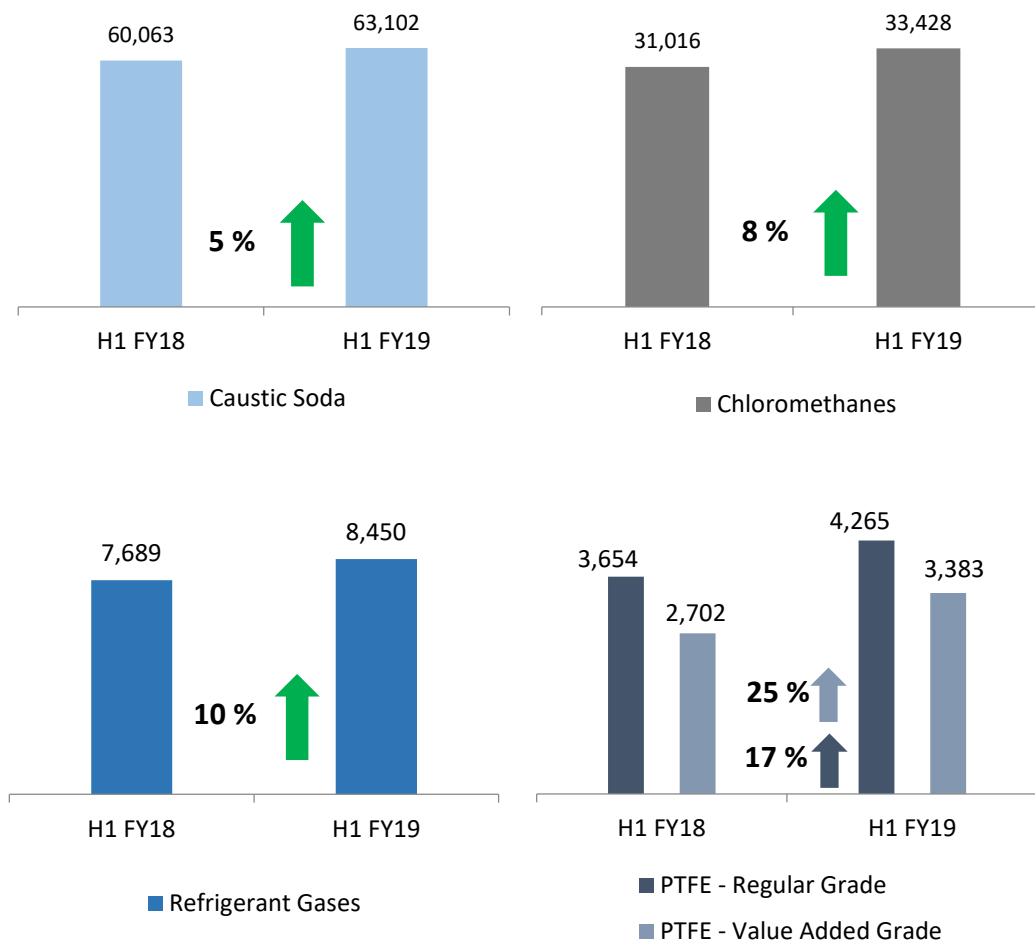 60,063
63,102
5 %
H1 FY18
H1 FY19
Caustic Soda
31,016
33,428
8 %
H1 FY18
H1 FY19
Chloromethanes
7,689
8,450
10 %
H1 FY18
H1 FY19
Refrigerant Gases
3,654
2,702
4,265
3,383
25 %
17 %
H1 FY18
H1 FY19
PTFE - Regular Grade
PTFE - Value Added Grade